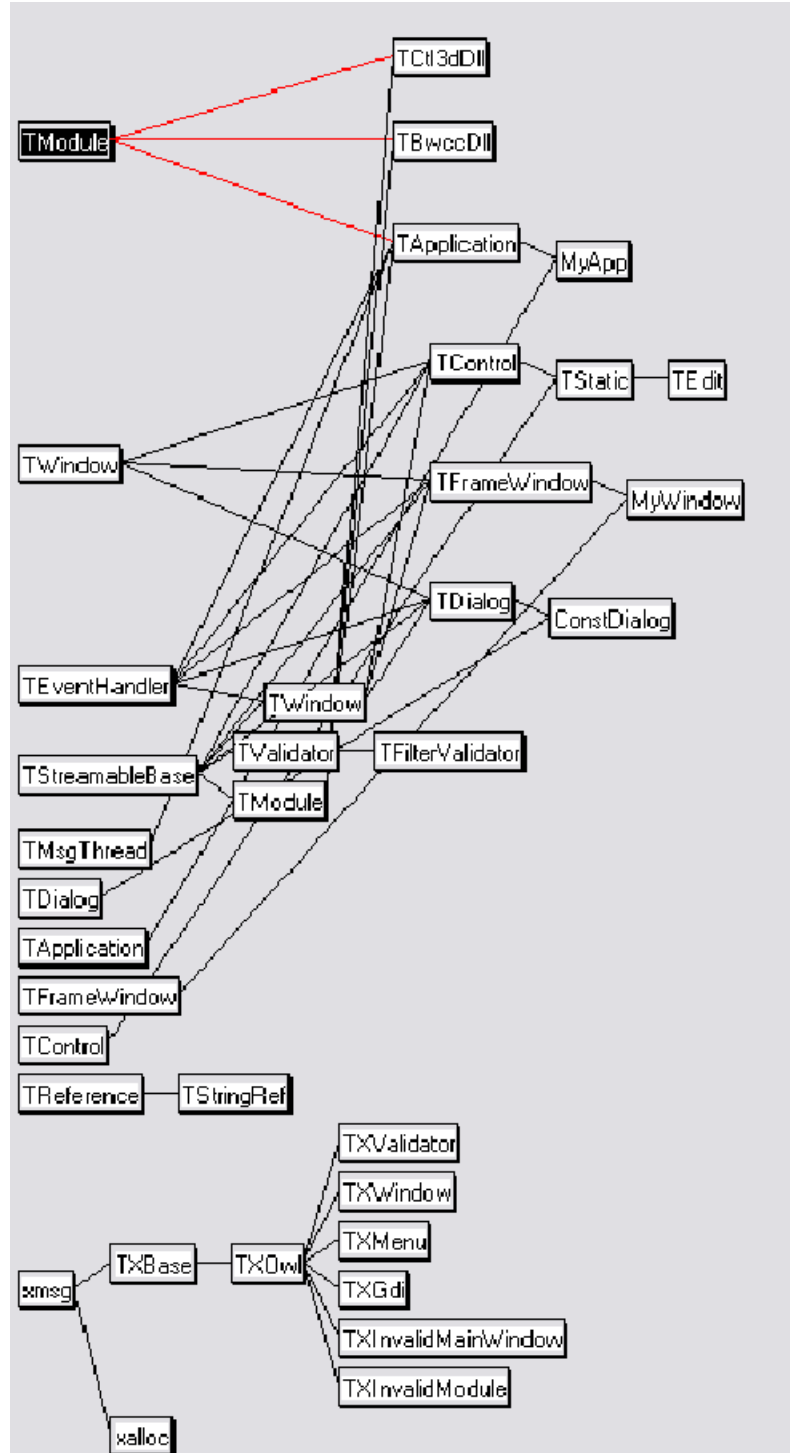 TCtl3dDll
TModule
TBwccDll
TApplication
MyApp
TControl
TStatic
TEdit
TWindow
TFrameWindow
MyWindow
TDialog
ConstDialog
TEventHandler
TWindow
TValidator
TFilterValidator
TStreamableBase
TModule
TMsgThread
TDialog
TApplication
TFrameWindow
TControl
TReference
TStringRef
TXValidator
TXWindow
TXMenu
TXBase
TXOwl
xmsg
TXGdi
TXInvalidMainWindow
TXInvalidModule
xalloc